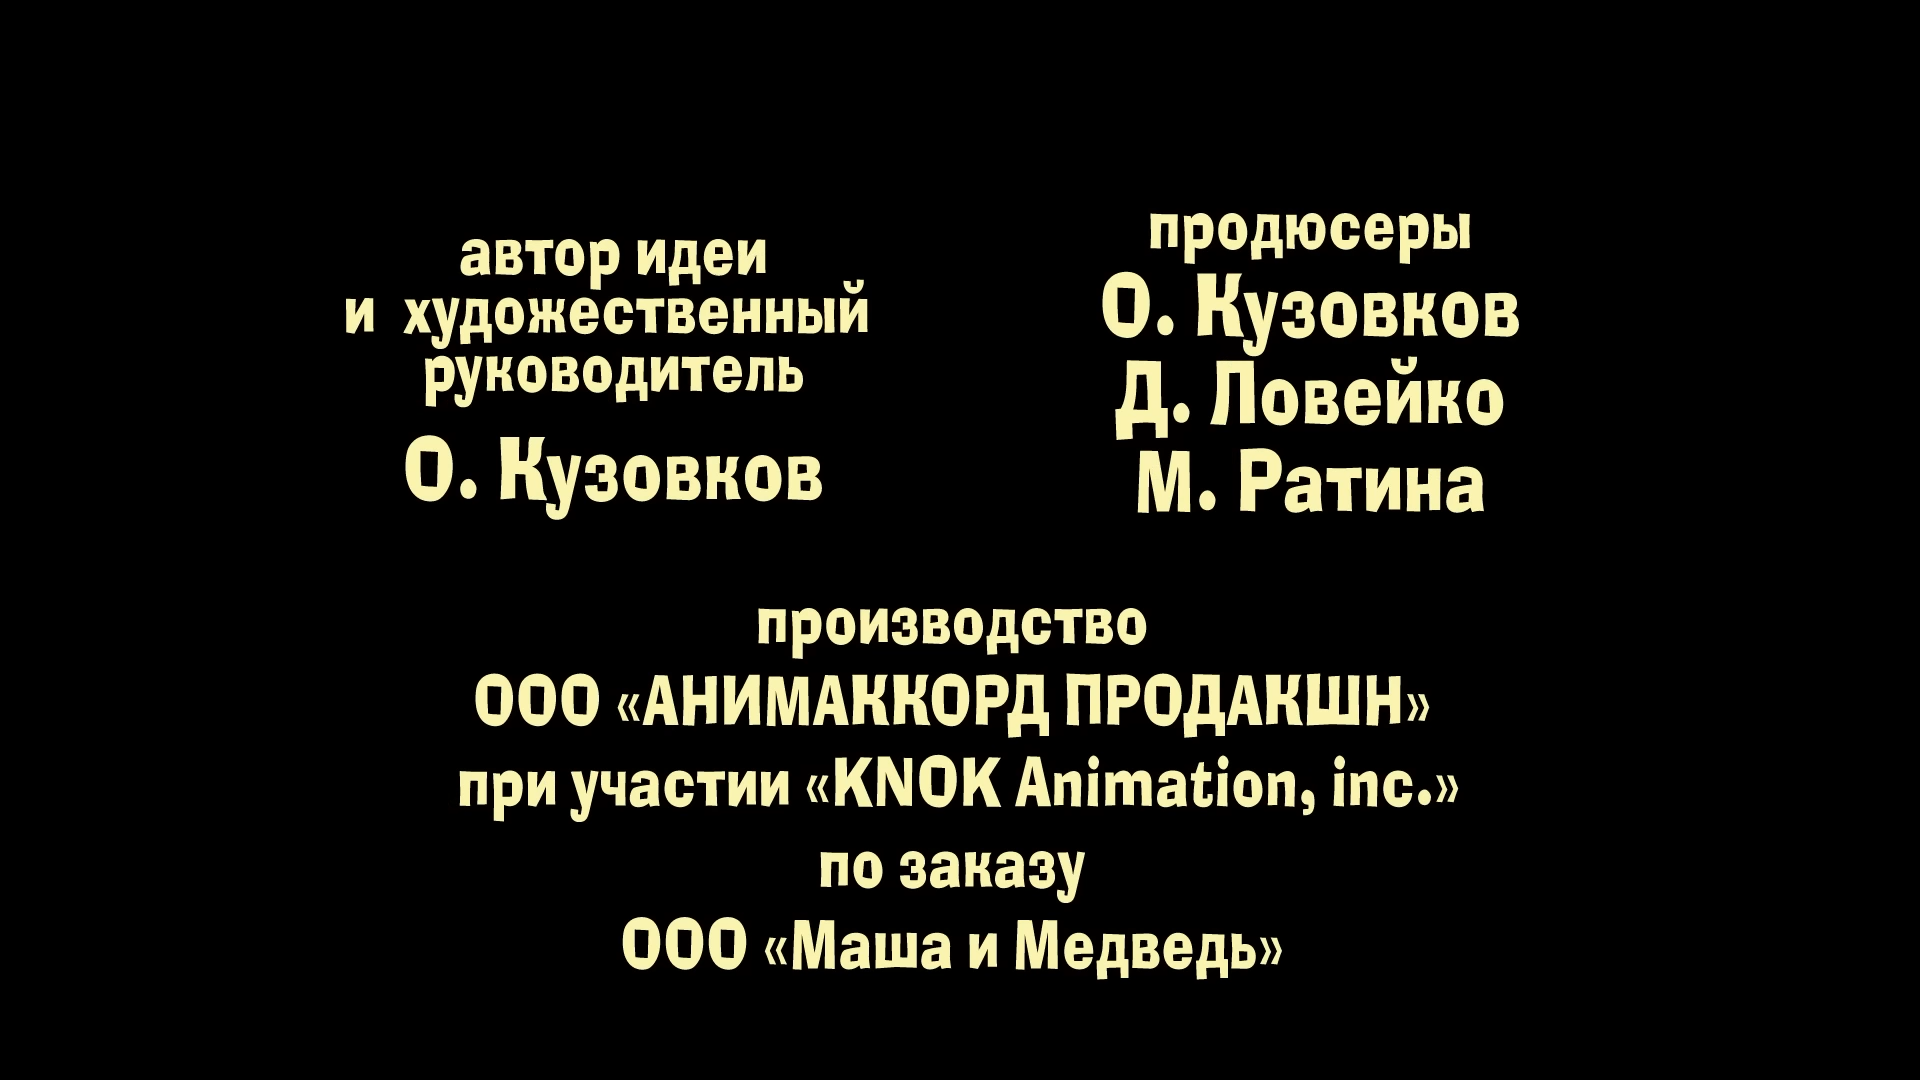 автор идеи
и художественный
руководитель
О. Кузовков
продюсеры
О. Кузовков
Д. Ловейко
М. Ратина
производство
ООО «АНИМАККОРД ПРОДАКШН»
при участии «KNOK Animation, inc.»
по заказу
ООО «Маша и Медведь»